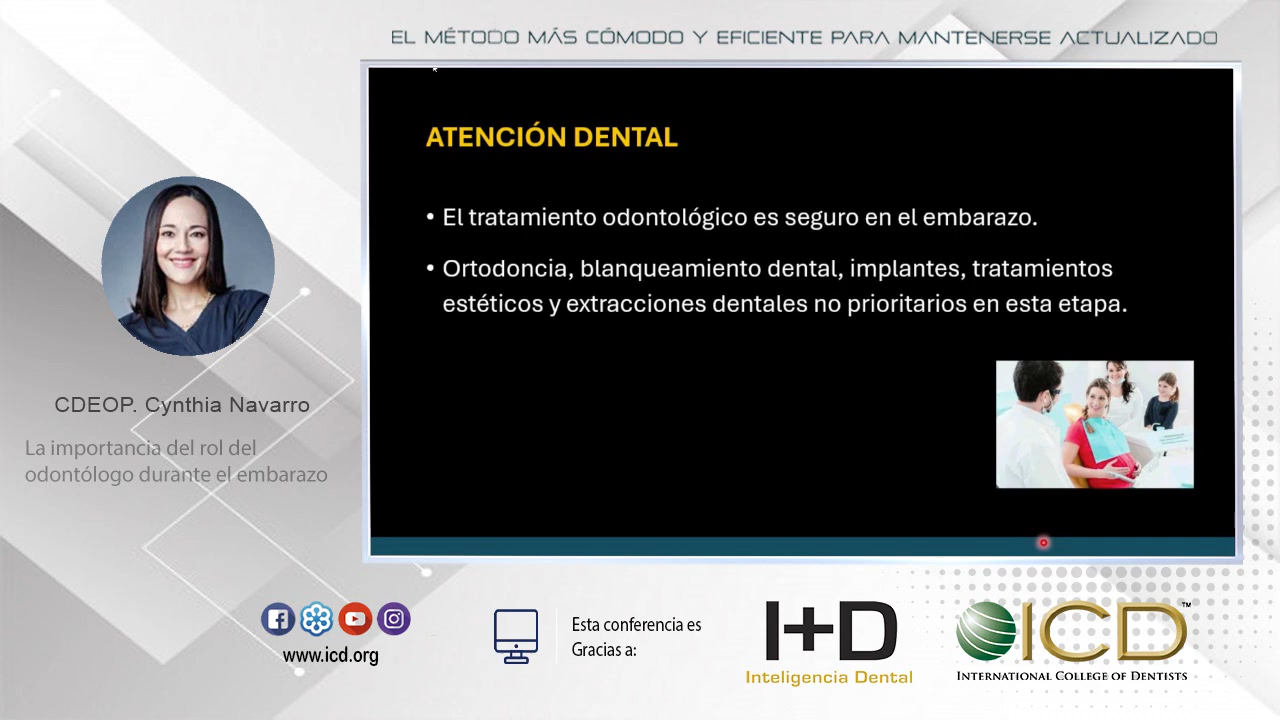 EL MÉTODO MÁS CÓMODO Y EFICIENTE PARA MANTENERSE ACTUALIZADO
ATENCIÓN DENTAL
• El tratamiento odontológico es seguro en el embarazo.
• Ortodoncia, blanqueamiento dental, implantes, tratamientos
estéticos y extracciones dentales no prioritarios en esta etapa.
CDEOP. Cynthia Navarro
La importancia del rol del
odontólogo durante el embarazo
www.icd.org
Esta conferencia es
Gracias a:
I+D
Inteligencia Dental
ICD™
INTERNATIONAL COLLEGE OF DENTISTS